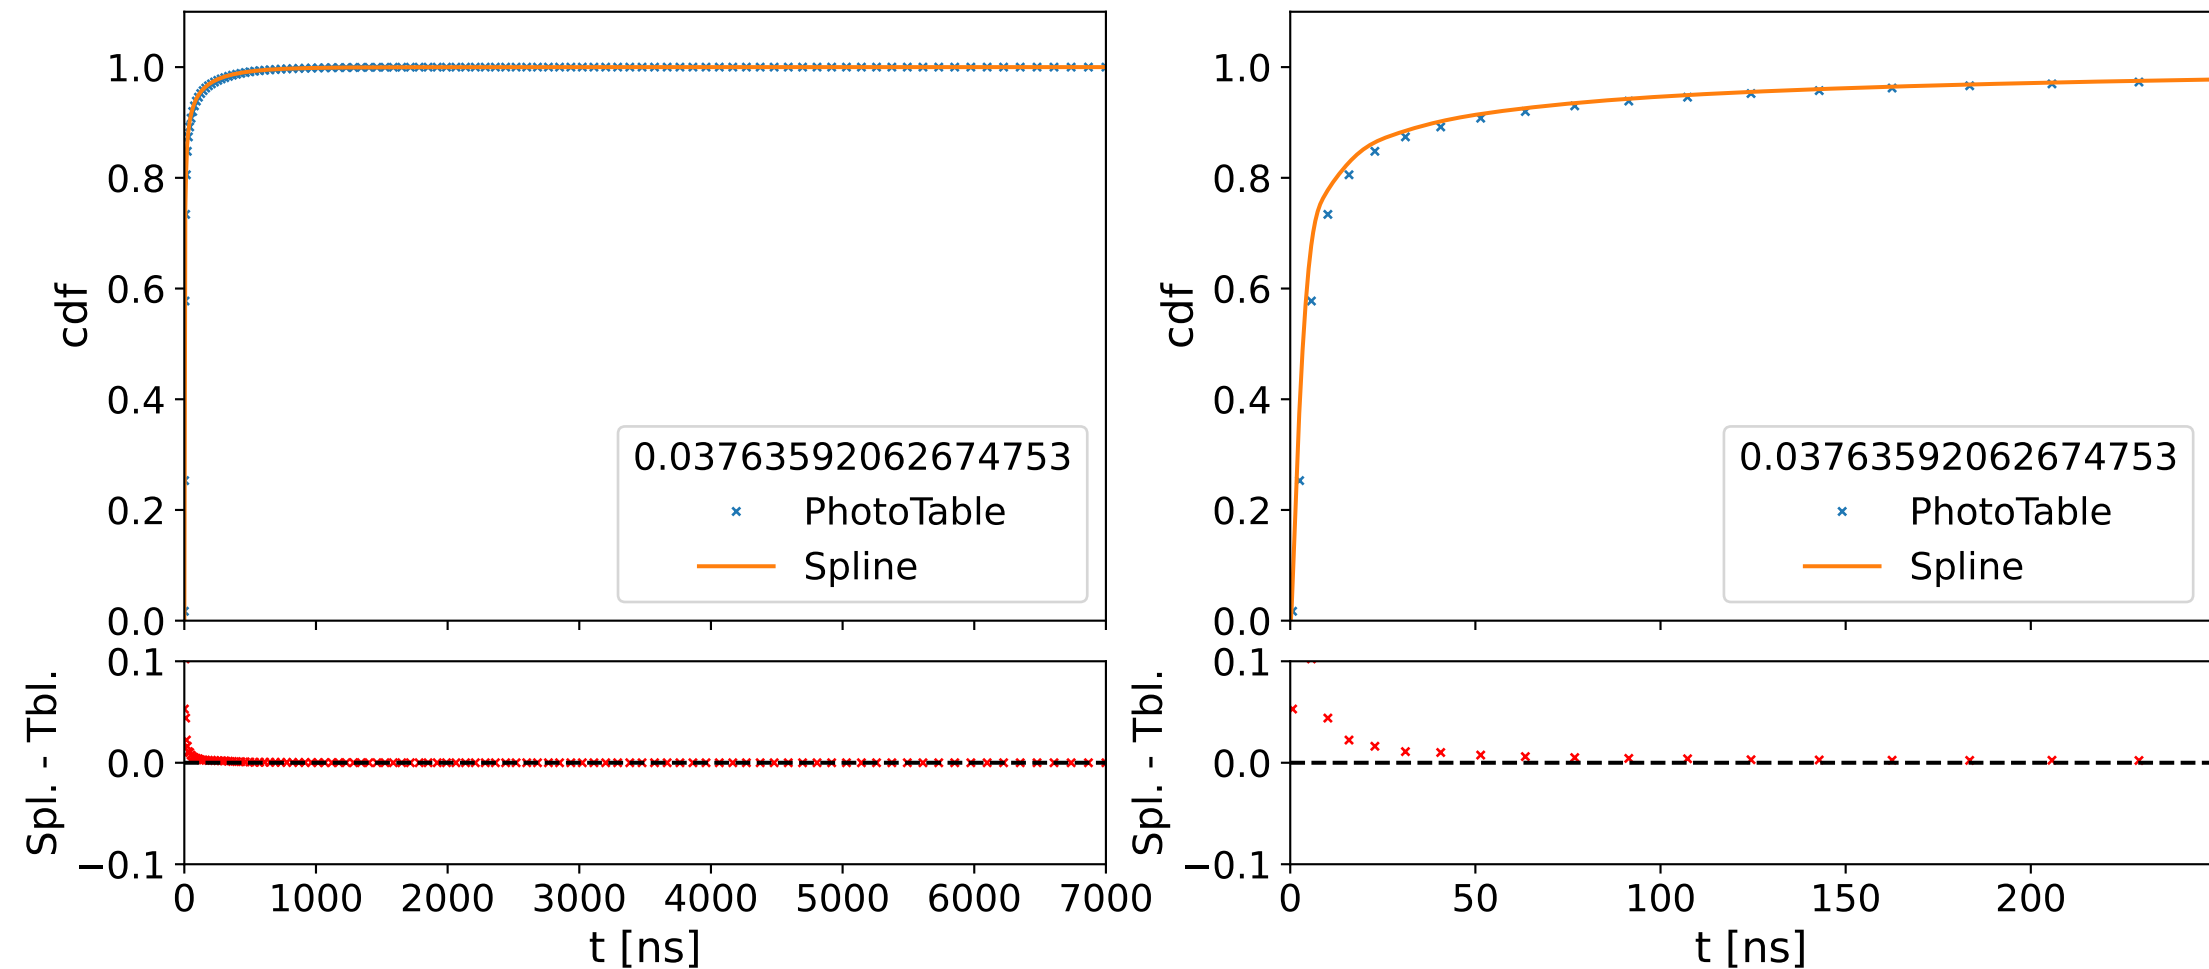 cdf
1.0
0.8
0.6
0.4
0.2
0.0
0.03763592062674753
PhotoTable
Spline
Spl. - Tbl.
0.1
0.0
−0.1
0 1000 2000 3000 4000 5000 6000 7000
t [ns]
cdf
1.0
0.8
0.6
0.4
0.2
0.0
0.03763592062674753
PhotoTable
Spline
Spl. - Tbl.
0.1
0.0
−0.1
0 50 100 150 200
t [ns]